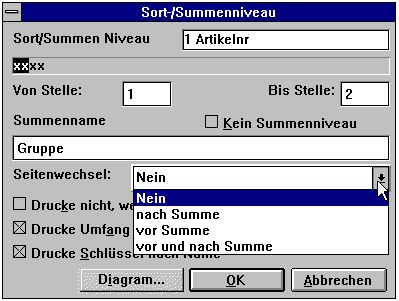 Sort-/Summenniveau
Sort/Summen Niveau 1 Artikelnr
xxxx
Von Stelle: 1 Bis Stelle: 2
Summenname Kein Summenniveau
Gruppe
Seitenwechsel: Nein
Nein
Drucke nicht, we nach Summe
Drucke Umfang vor Summe
Drucke Schlüssel nach Name vor und nach Summe
Diagram... OK Abbrechen